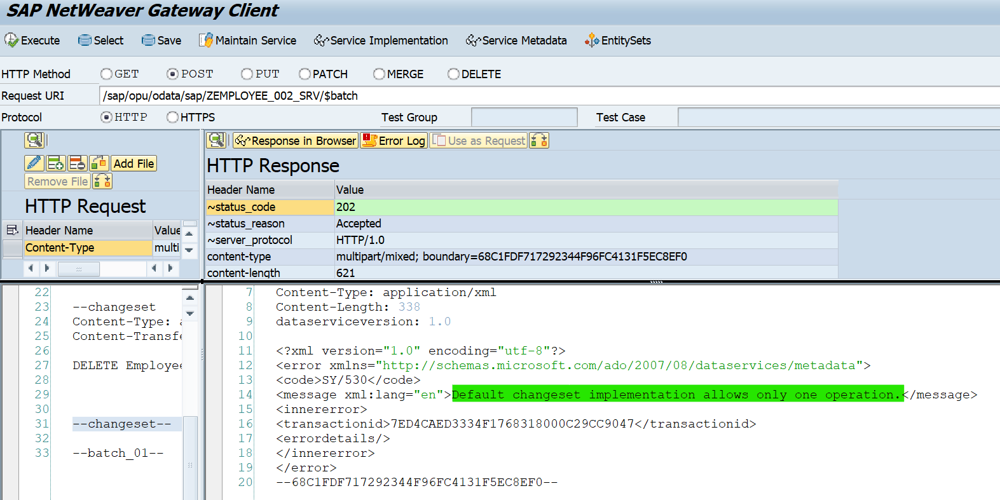 SAP NetWeaver Gateway Client
Execute Select Save Maintain Service Service Implementation Service Metadata EntitySets
HTTP Method GET POST PUT PATCH MERGE DELETE
Request URI /sap/opu/odata/sap/ZEMPLOYEE_002_SRV/$batch
Protocol HTTP HTTPS Test Group Test Case
Add File
Remove File
HTTP Request
Header Name Value
Content-Type multi
Response in Browser Error Log Use as Request
HTTP Response
Header Name Value
~status_code 202
~status_reason Accepted
~server_protocol HTTP/1.0
content-type multipart/mixed; boundary=68C1FDF717292344F96FC4131F5EC8EF0
content-length 621
22
23 --changeset
24 Content-Type: a
25 Content-Transfe
26
27 DELETE Employee
28
29
30
31 --changeset--
32
33 --batch_01--
7 Content-Type: application/xml
8 Content-Length: 338
9 dataserviceversion: 1.0
10
11 <?xml version="1.0" encoding="utf-8"?>
12 <error xmlns="http://schemas.microsoft.com/ado/2007/08/dataservices/metadata">
13 <code>SY/530</code>
14 <message xml:lang="en">Default changeset implementation allows only one operation.</message>
15 <innererror>
16 <transactionid>7ED4CAED3334F1768318000C29CC9047</transactionid>
17 <errordetails/>
18 </innererror>
19 </error>
20 --68C1FDF717292344F96FC4131F5EC8EF0--